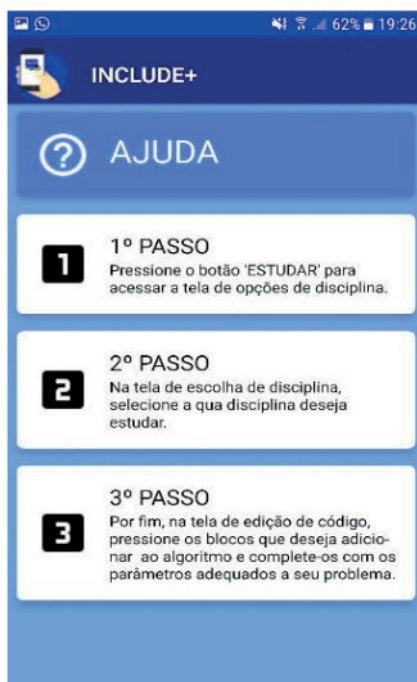 62% 19:26
INCLUDE+
? AJUDA
1 1º PASSO
Pressione o botão 'ESTUDAR' para
acessar a tela de opções de disciplina.
2 2º PASSO
Na tela de escolha de disciplina,
selecione a qua disciplina deseja
estudar.
3 3º PASSO
Por fim, na tela de edição de código,
pressione os blocos que deseja adicio-
nar ao algoritmo e complete-os com os
parâmetros adequados a seu problema.